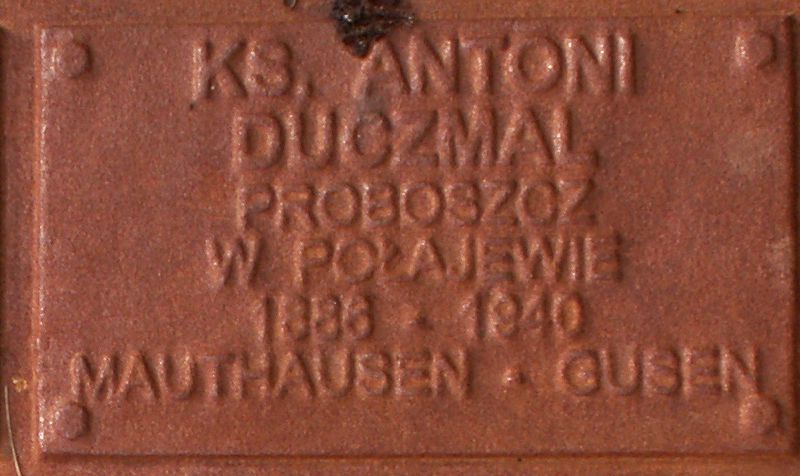 KS. ANTONI
DUCZMAL
PROBOSZCZ
W POŁAJEWIE
1886 • 1940
MAUTHAUSEN • GUSEN